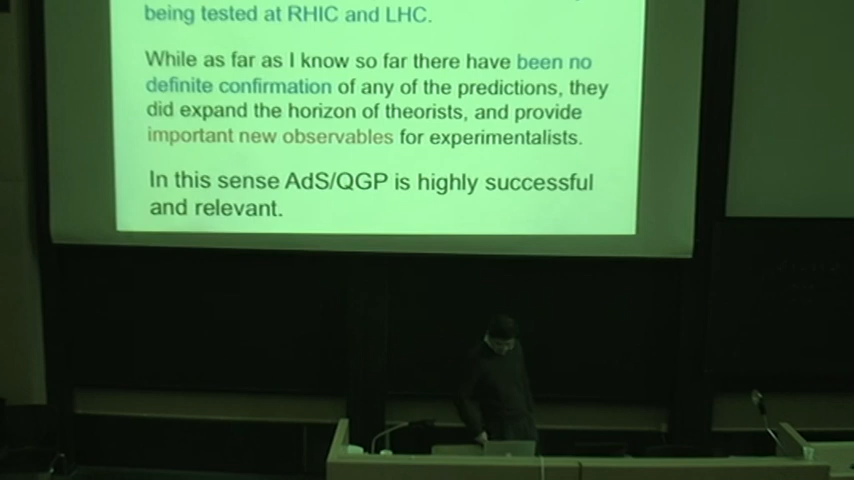 being tested at RHIC and LHC.
While as far as I know so far there have been no
definite confirmation of any of the predictions, they
did expand the horizon of theorists, and provide
important new observables for experimentalists.
In this sense AdS/QGP is highly successful
and relevant.